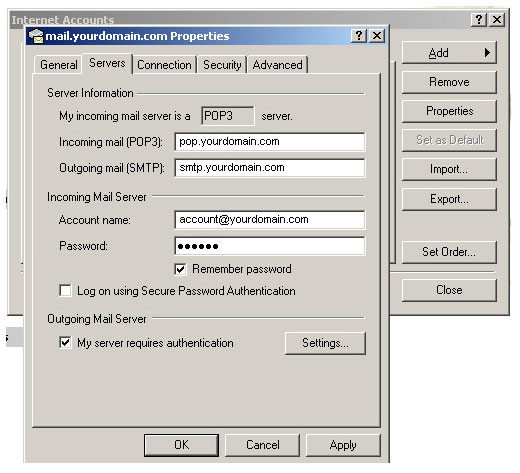 Internet Accounts
mail.yourdomain.com Properties
General Servers Connection Security Advanced
Server Information
My incoming mail server is a POP3 server.
Incoming mail (POP3): pop.yourdomain.com
Outgoing mail (SMTP): smtp.yourdomain.com
Incoming Mail Server
Account name: account@yourdomain.com
Password: ●●●●●●
Remember password
Log on using Secure Password Authentication
Outgoing Mail Server
My server requires authentication Settings...
OK Cancel Apply
Add
Remove
Properties
Set as Default
Import...
Export...
Set Order...
Close